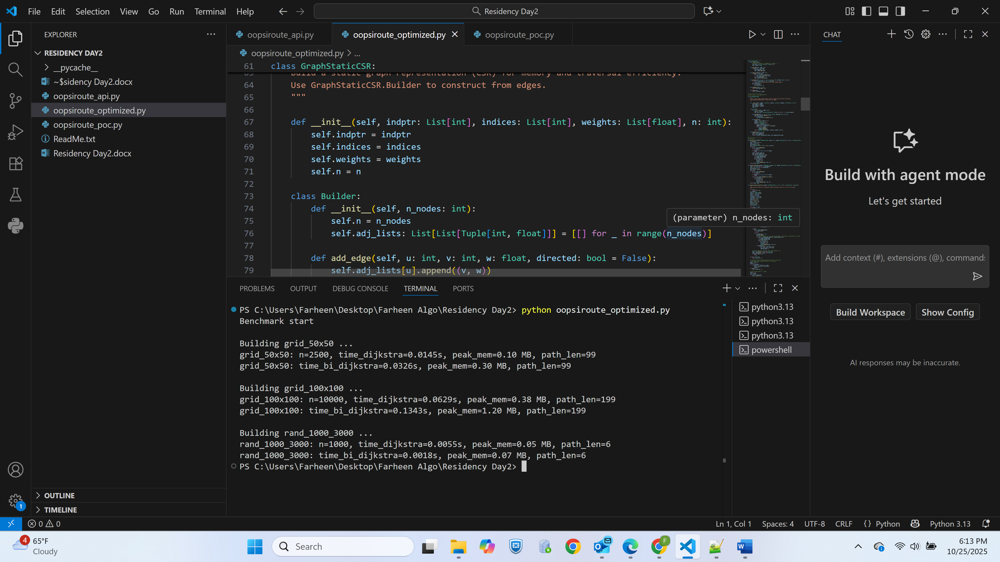 File Edit Selection View Go Run Terminal Help
Residency Day2
EXPLORER
RESIDENCY DAY2
__pycache__
~$sidency Day2.docx
oopsiroute_api.py
oopsiroute_optimized.py
oopsiroute_poc.py
ReadMe.txt
Residency Day2.docx
OUTLINE
TIMELINE
oopsiroute_api.py oopsiroute_optimized.py oopsiroute_poc.py
oopsiroute_optimized.py > ...
61 class GraphStaticCSR:
Build a static graph representation (CSR) for memory and traversal efficiency.
64 Use GraphStaticCSR.Builder to construct from edges.
65 """
66
67 def __init__(self, indptr: List[int], indices: List[int], weights: List[float], n: int):
68 self.indptr = indptr
69 self.indices = indices
70 self.weights = weights
71 self.n = n
72
73 class Builder:
74 def __init__(self, n_nodes: int):
75 self.n = n_nodes
(parameter) n_nodes: int
76 self.adj_lists: List[List[Tuple[int, float]]] = [[] for _ in range(n_nodes)]
77
78 def add_edge(self, u: int, v: int, w: float, directed: bool = False):
79 self.adj_lists[u].append((v, w))
PROBLEMS OUTPUT DEBUG CONSOLE TERMINAL PORTS
PS C:\Users\Farheen\Desktop\Farheen Algo\Residency Day2> python oopsiroute_optimized.py
Benchmark start
Building grid_50x50 ...
grid_50x50: n=2500, time_dijkstra=0.0145s, peak_mem=0.10 MB, path_len=99
grid_50x50: time_bi_dijkstra=0.0326s, peak_mem=0.30 MB, path_len=99
Building grid_100x100 ...
grid_100x100: n=10000, time_dijkstra=0.0629s, peak_mem=0.38 MB, path_len=199
grid_100x100: time_bi_dijkstra=0.1343s, peak_mem=1.20 MB, path_len=199
Building rand_1000_3000 ...
rand_1000_3000: n=1000, time_dijkstra=0.0055s, peak_mem=0.05 MB, path_len=6
rand_1000_3000: time_bi_dijkstra=0.0018s, peak_mem=0.07 MB, path_len=6
PS C:\Users\Farheen\Desktop\Farheen Algo\Residency Day2>
python3.13
python3.13
python3.13
powershell
CHAT
Build with agent mode
Let's get started
Add context (#), extensions (@), commands
Build Workspace Show Config
AI responses may be inaccurate.
1
0 0
Ln 1, Col 1 Spaces: 4 UTF-8 CRLF {} Python Python 3.13
4
65°F
Cloudy
Search
F
6:13 PM
10/25/2025